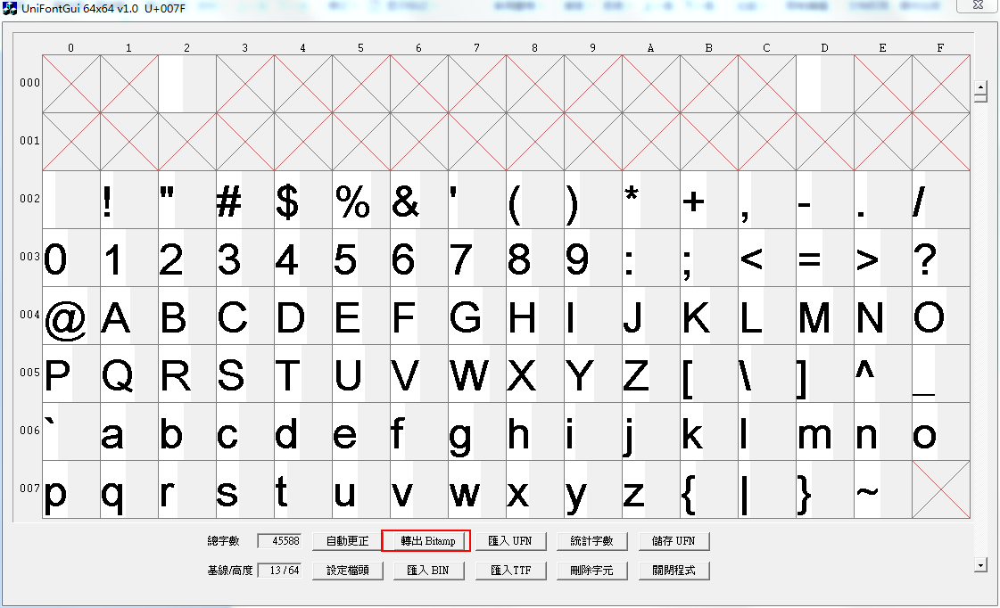 UniFontGui 64x64 v1.0 U+007F
0 1 2 3 4 5 6 7 8 9 A B C D E F
000
001
002 ! " # $ % & ' ( ) * + , - . /
003 0 1 2 3 4 5 6 7 8 9 : ; < = > ?
004 @ A B C D E F G H I J K L M N O
005 P Q R S T U V W X Y Z [ \ ] ^ _
006 ` a b c d e f g h i j k l m n o
007 p q r s t u v w x y z { | } ~
總字數 45588 自動更正 轉出 Bitamp 匯入 UFN 統計字數 儲存 UFN
基線/高度 13 / 64 設定檔頭 匯入 BIN 匯入TTF 刪除字元 關閉程式